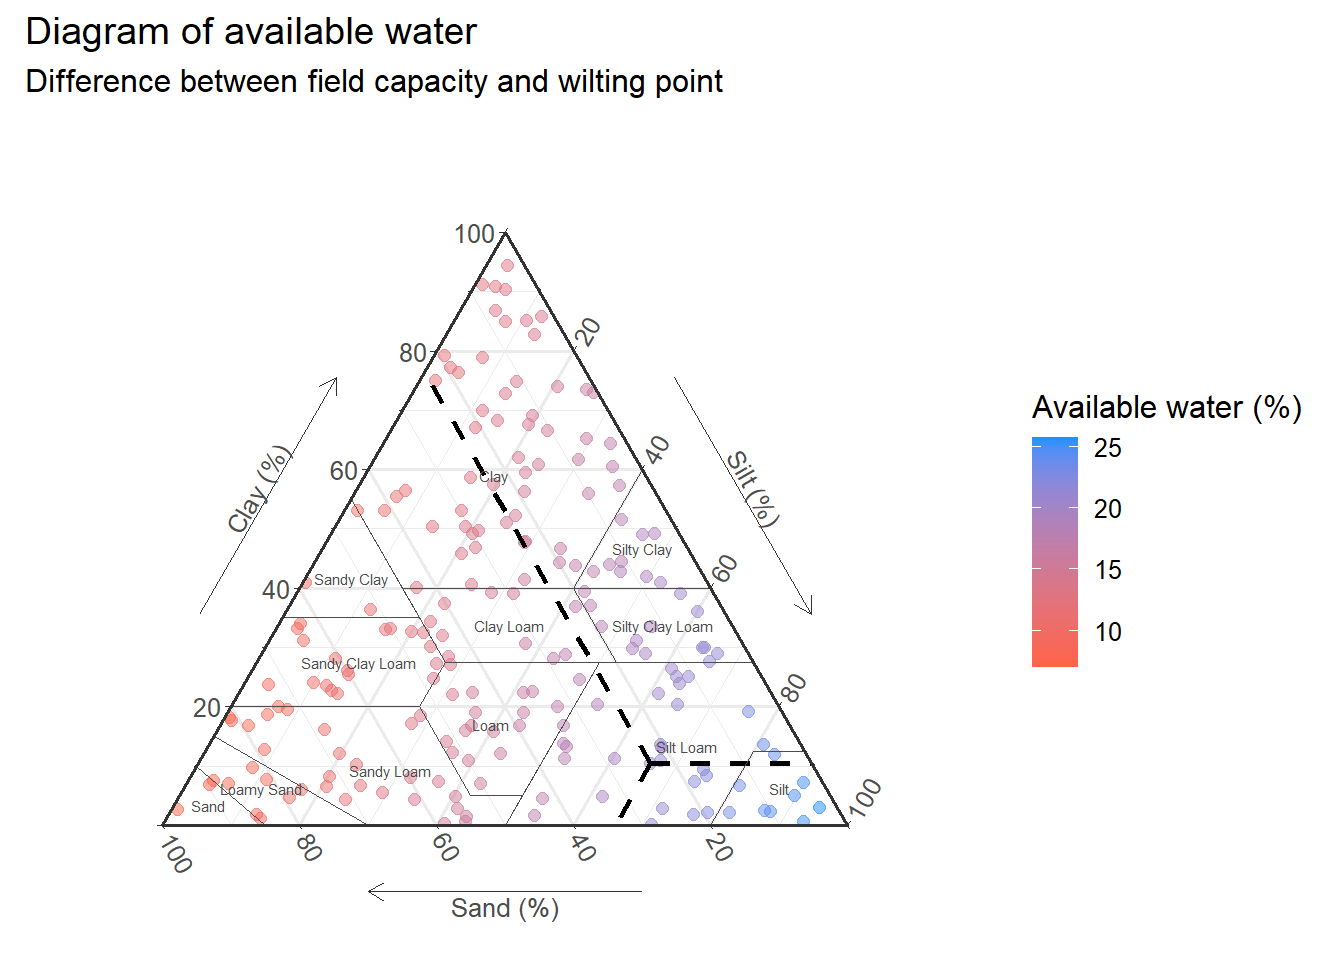 Diagram of available water
Difference between field capacity and wilting point
100
80
60
40
20
20
40
60
80
100
100
80
60
40
20
Clay (%)
Silt (%)
Sand (%)
Clay
Silty Clay
Sandy Clay
Clay Loam
Silty Clay Loam
Sandy Clay Loam
Loam
Silt Loam
Sandy Loam
Loamy Sand
Silt
Sand
Available water (%)
25
20
15
10